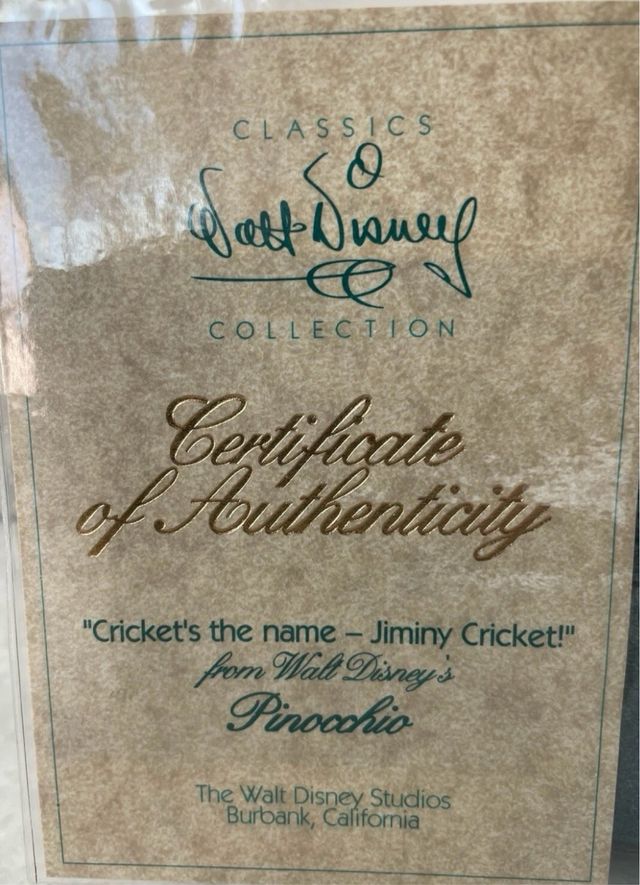 CLASSICS
Walt Disney
COLLECTION
Certificate
of Authenticity
"Cricket's the name – Jiminy Cricket!"
from Walt Disney's
Pinocchio
The Walt Disney Studios
Burbank, California